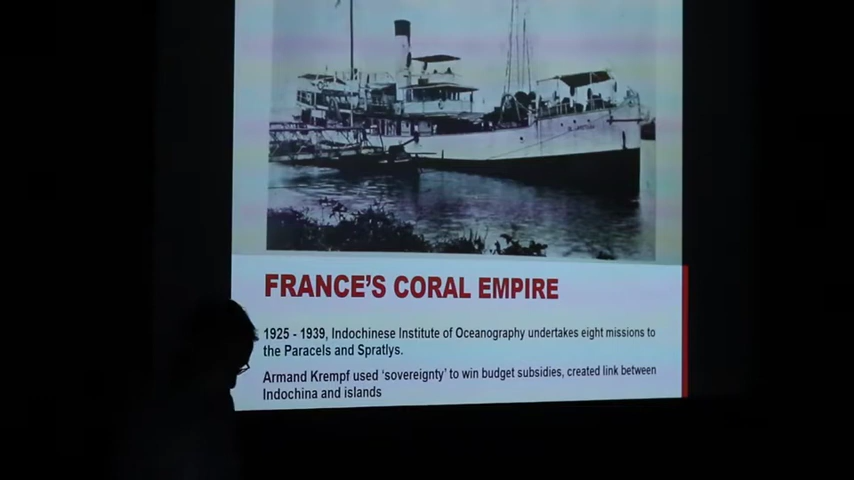 FRANCE'S CORAL EMPIRE
1925 - 1939, Indochinese Institute of Oceanography undertakes eight missions to
the Paracels and Spratlys.
Armand Krempf used 'sovereignty' to win budget subsidies, created link between
Indochina and islands